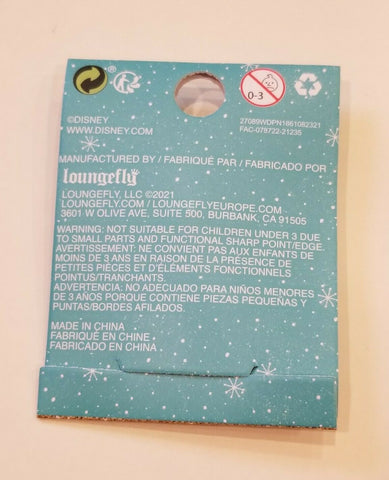 0-3
©DISNEY
WWW.DISNEY.COM
27089WDPN1861082321
FAC-079722-21235
MANUFACTURED BY / FABRIQUÉ PAR / FABRICADO POR
loungefly
LOUNGEFLY, LLC ©2021
LOUNGEFLY.COM / LOUNGEFLYEUROPE.COM
3601 W OLIVE AVE, SUITE 500, BURBANK, CA 91505
WARNING: NOT SUITABLE FOR CHILDREN UNDER 3 DUE
TO SMALL PARTS AND FUNCTIONAL SHARP POINT/EDGE.
AVERTISSEMENT: NE CONVIENT PAS AUX ENFANTS DE
MOINS DE 3 ANS EN RAISON DE LA PRÉSENCE DE
PETITES PIÈCES ET D'ÉLÉMENTS FONCTIONNELS
POINTUS/TRANCHANTS.
ADVERTENCIA: NO ADECUADO PARA NIÑOS MENORES
DE 3 AÑOS PORQUE CONTIENE PIEZAS PEQUEÑAS Y
PUNTAS/BORDES AFILADOS.
MADE IN CHINA
FABRIQUÉ EN CHINE
FABRICADO EN CHINA